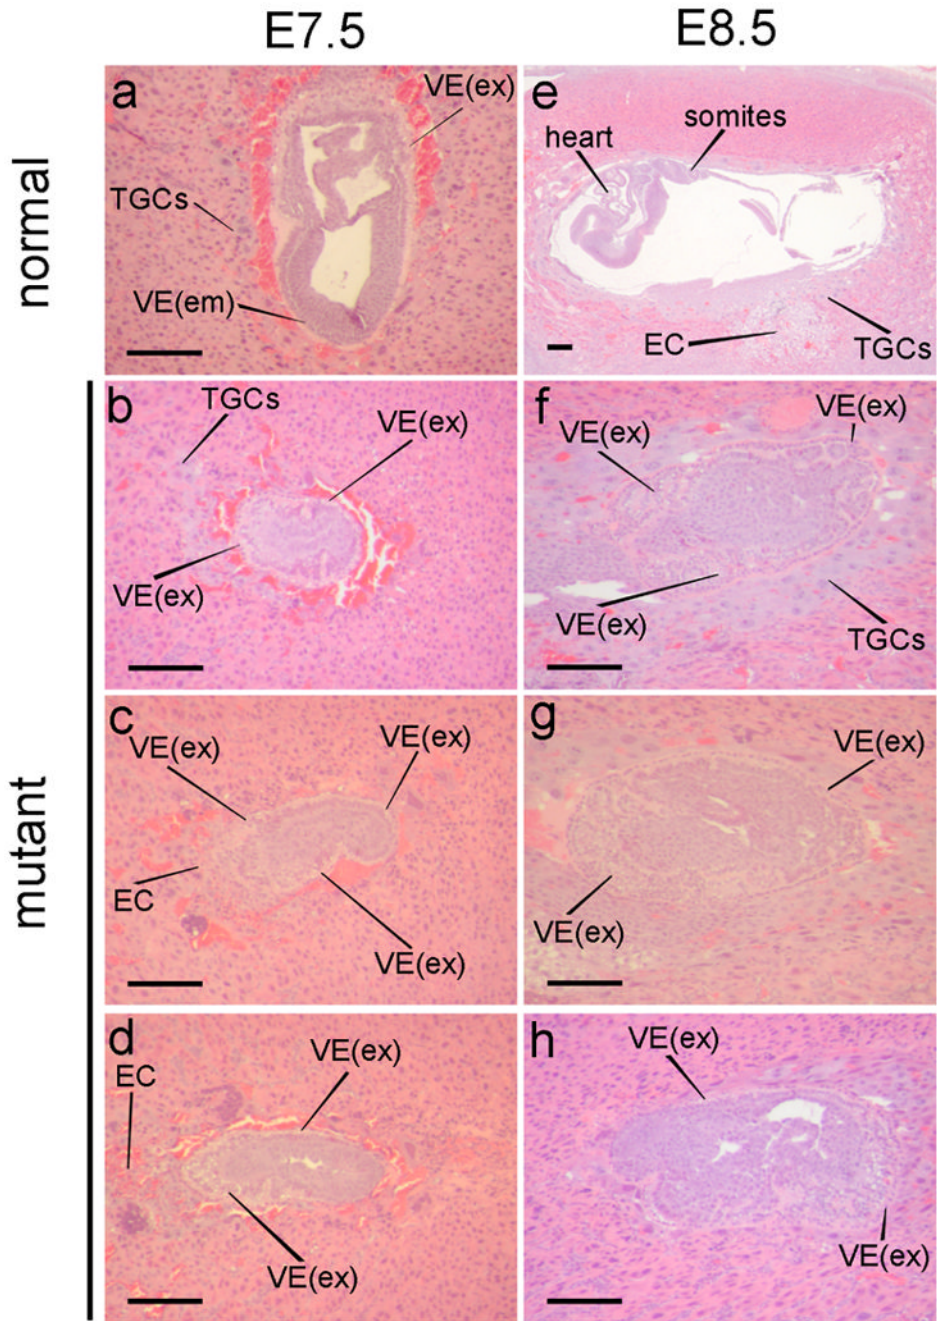 E7.5
E8.5
normal
mutant
a
VE(ex)
TGCs
VE(em)
e
heart
somites
EC
TGCs
b
TGCs
VE(ex)
VE(ex)
f
VE(ex)
VE(ex)
VE(ex)
TGCs
c
VE(ex)
VE(ex)
EC
VE(ex)
g
VE(ex)
VE(ex)
d
EC
VE(ex)
VE(ex)
h
VE(ex)
VE(ex)